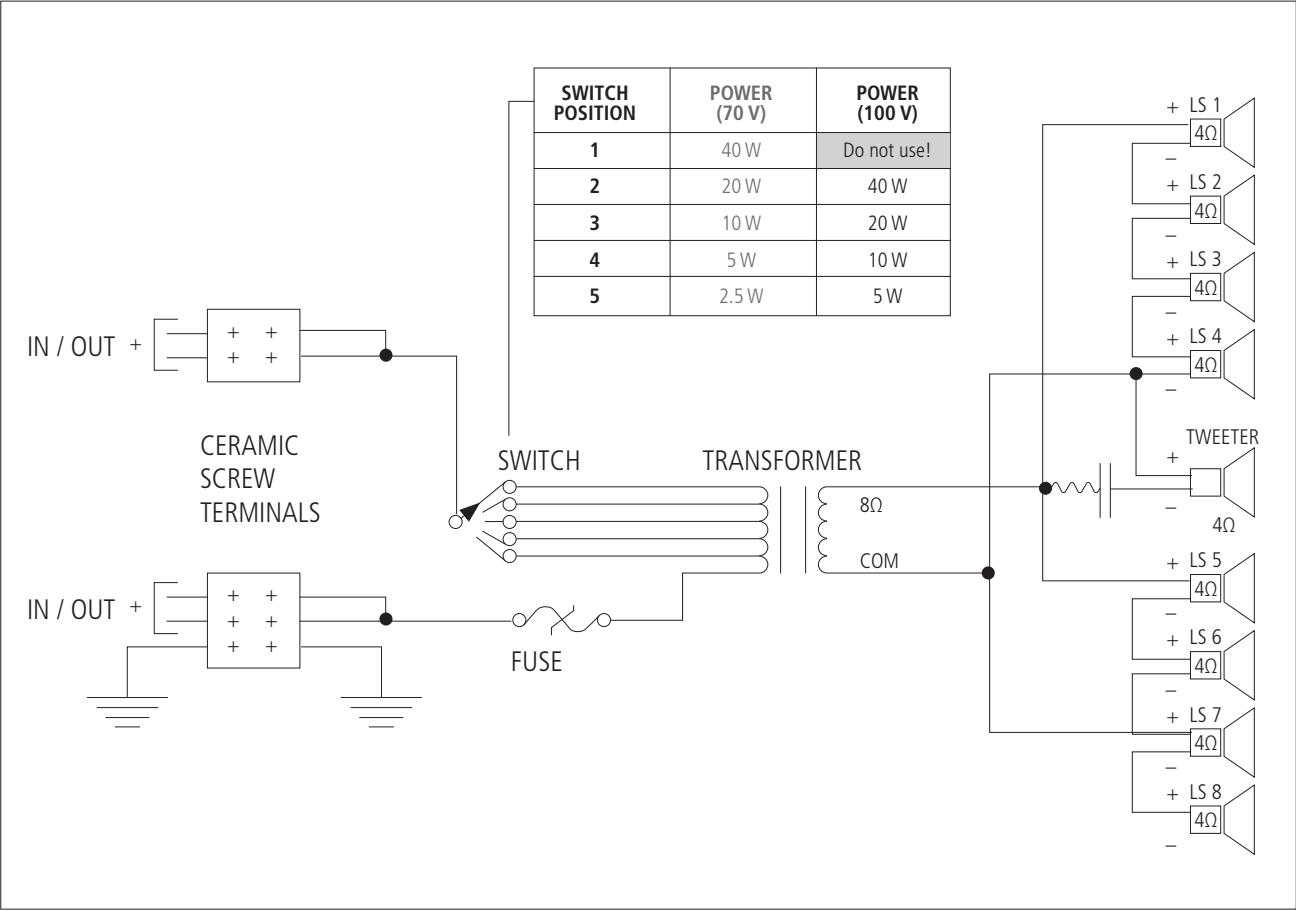 SWITCH POSITION POWER (70 V) POWER (100 V)
1 40 W Do not use!
2 20 W 40 W
3 10 W 20 W
4 5 W 10 W
5 2.5 W 5 W
IN / OUT +
+ +
+ +
CERAMIC
SCREW
TERMINALS
IN / OUT +
+ +
+ +
+ +
SWITCH
FUSE
TRANSFORMER
8Ω
COM
+ LS 1
4Ω
–
+ LS 2
4Ω
–
+ LS 3
4Ω
–
+ LS 4
4Ω
–
TWEETER
+
–
4Ω
+ LS 5
4Ω
–
+ LS 6
4Ω
–
+ LS 7
4Ω
–
+ LS 8
4Ω
–